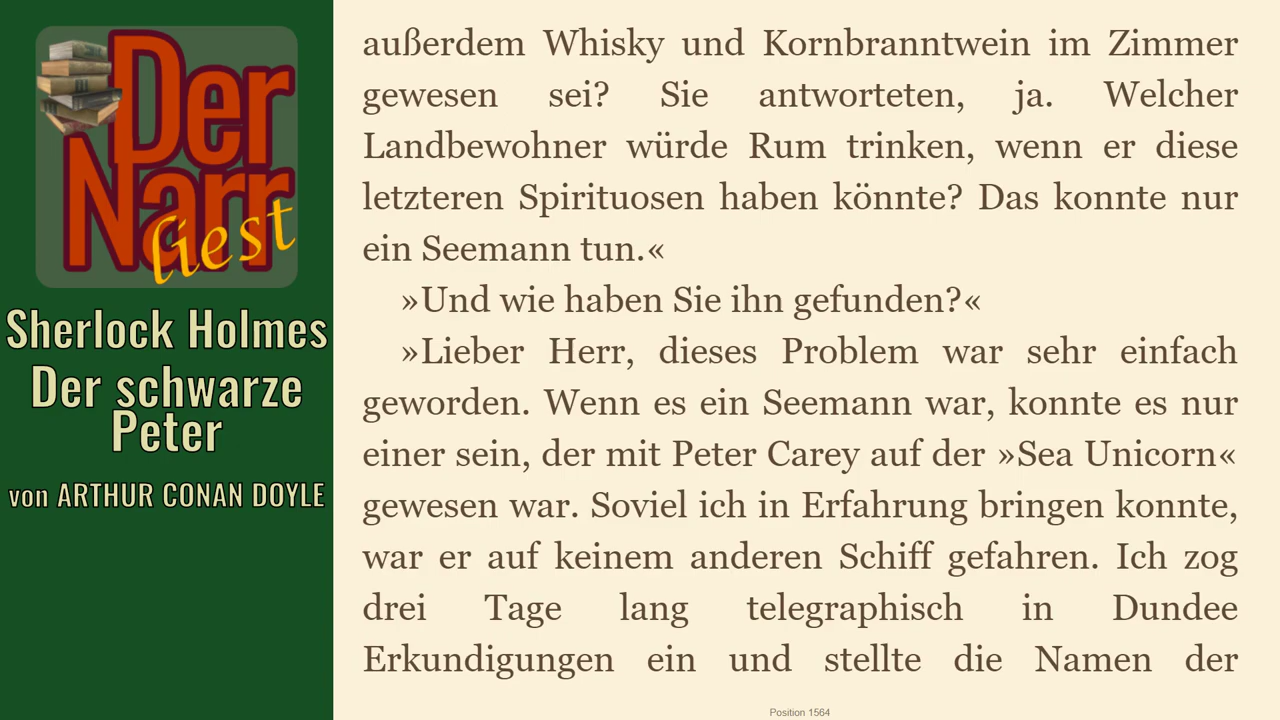 Der
Narr
liest
Sherlock Holmes
Der schwarze
Peter
von ARTHUR CONAN DOYLE
außerdem Whisky und Kornbranntwein im Zimmer
gewesen sei? Sie antworteten, ja. Welcher
Landbewohner würde Rum trinken, wenn er diese
letzteren Spirituosen haben könnte? Das konnte nur
ein Seemann tun.«
»Und wie haben Sie ihn gefunden?«
»Lieber Herr, dieses Problem war sehr einfach
geworden. Wenn es ein Seemann war, konnte es nur
einer sein, der mit Peter Carey auf der »Sea Unicorn«
gewesen war. Soviel ich in Erfahrung bringen konnte,
war er auf keinem anderen Schiff gefahren. Ich zog
drei Tage lang telegraphisch in Dundee
Erkundigungen ein und stellte die Namen der
Position 1564